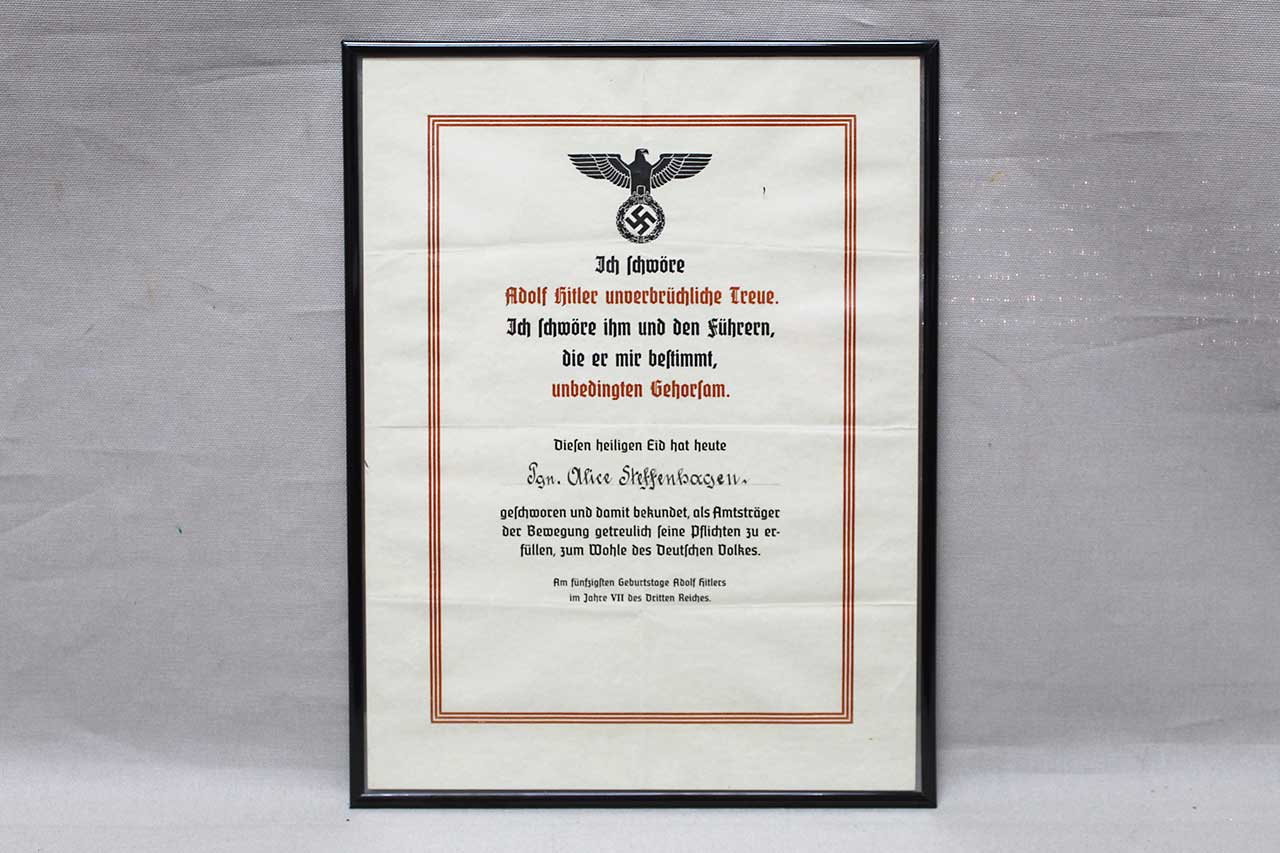 Ich ſchwöre
Adolf Hitler unverbrüchliche Treue.
Ich ſchwöre ihm und den Führern,
die er mir beſtimmt,
unbedingten Gehorſam.
Dieſen heiligen Eid hat heute
Pgn. Alice Steffenhagen.
geſchworen und damit bekundet, als Amtsträger
der Bewegung getreulich ſeine Pflichten zu er-
füllen, zum Wohle des Deutſchen Volkes.
Am fünfzigſten Geburtstage Adolf Hitlers
im Jahre VII des Dritten Reiches.